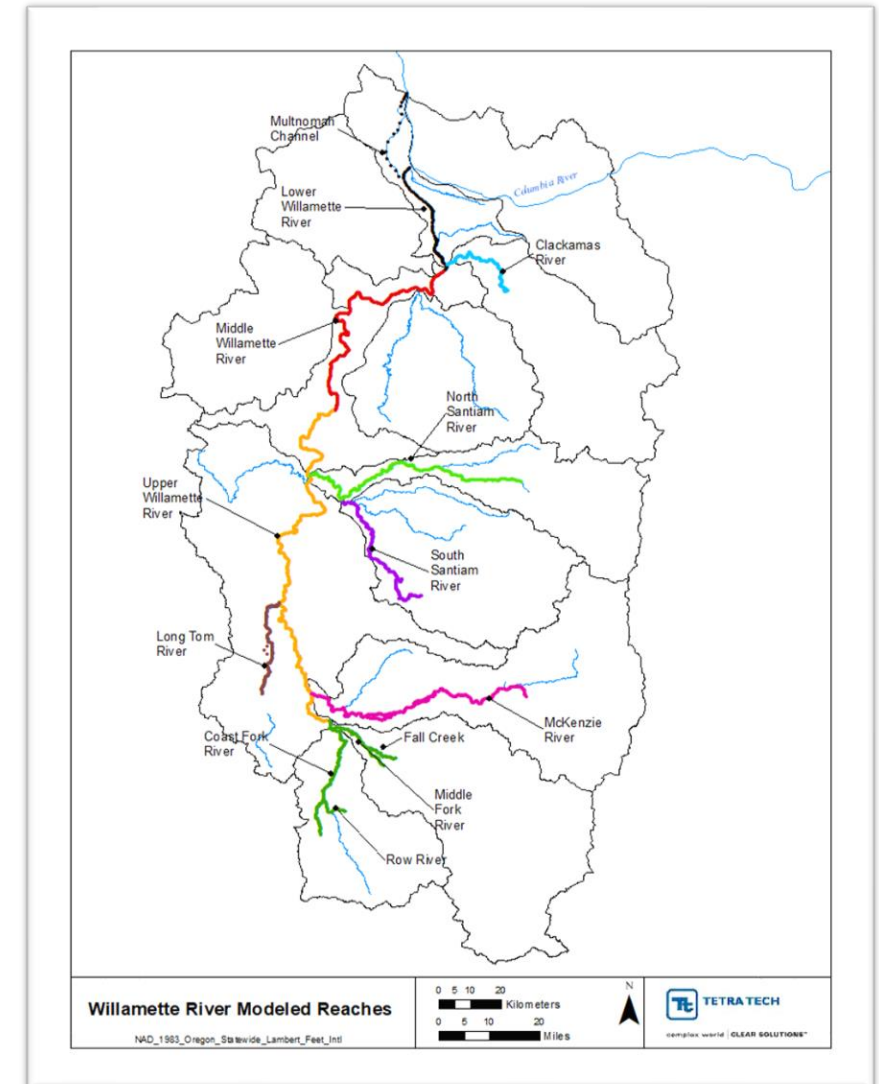 Multnomah
Channel
Columbia River
Lower
Willamette
River
Clackamas
River
Middle
Willamette
River
North
Santiam
River
Upper
Willamette
River
South
Santiam
River
Long Tom
River
McKenzie
River
Coast Fork
River
Fall Creek
Middle
Fork
River
Row River
Willamette River Modeled Reaches
NAD_1983_Oregon_Statewide_Lambert_Feet_Intl
0 5 10 20
Kilometers
0 5 10 20
Miles
N
Tt
TETRA TECH
complex world | CLEAR SOLUTIONS™